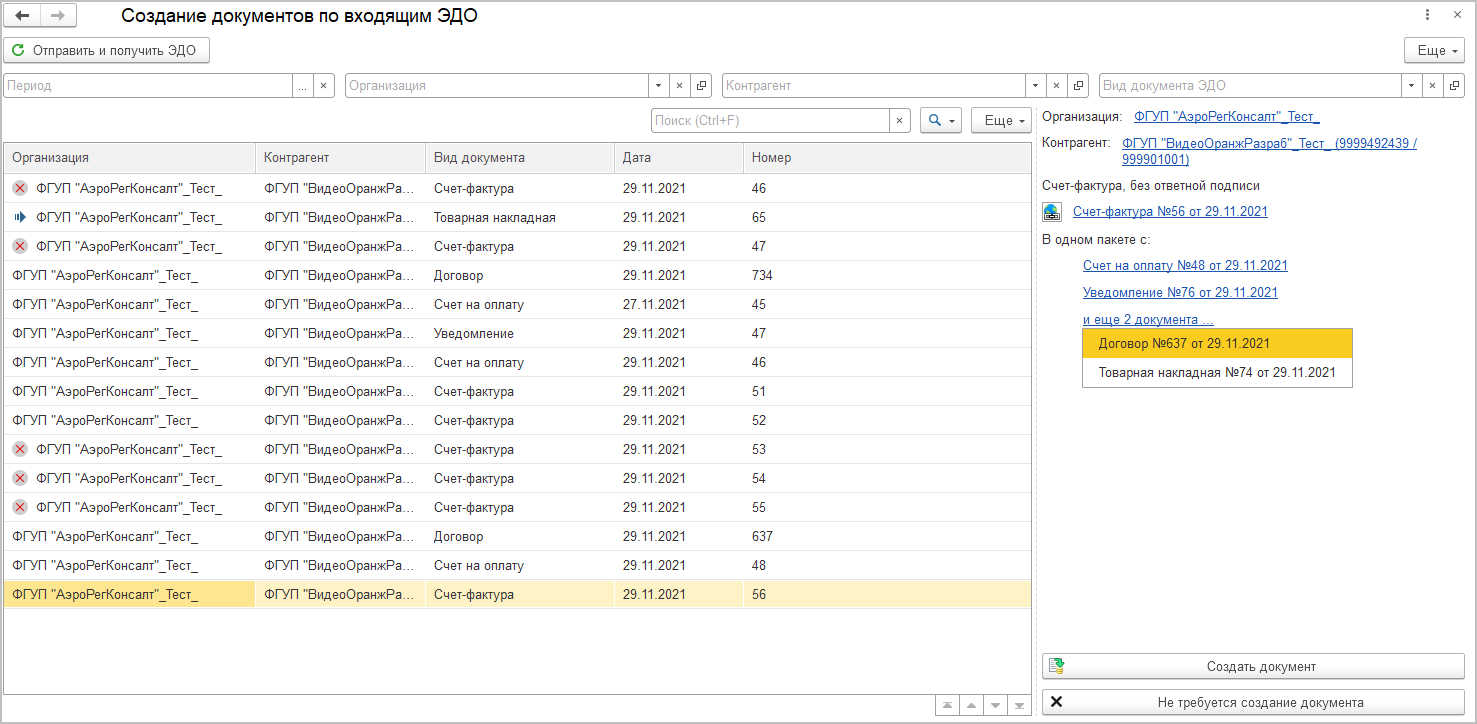 Создание документов по входящим ЭДО
Отправить и получить ЭДО
Еще
Период ...
Организация
Контрагент
Вид документа ЭДО
Поиск (Ctrl+F)
Еще
Организация Контрагент Вид документа Дата Номер
ФГУП "АэроРегКонсалт"_Тест_ ФГУП "ВидеоОранжРа... Счет-фактура 29.11.2021 46
ФГУП "АэроРегКонсалт"_Тест_ ФГУП "ВидеоОранжРа... Товарная накладная 29.11.2021 65
ФГУП "АэроРегКонсалт"_Тест_ ФГУП "ВидеоОранжРа... Счет-фактура 29.11.2021 47
ФГУП "АэроРегКонсалт"_Тест_ ФГУП "ВидеоОранжРа... Договор 29.11.2021 734
ФГУП "АэроРегКонсалт"_Тест_ ФГУП "ВидеоОранжРа... Счет на оплату 27.11.2021 45
ФГУП "АэроРегКонсалт"_Тест_ ФГУП "ВидеоОранжРа... Уведомление 29.11.2021 47
ФГУП "АэроРегКонсалт"_Тест_ ФГУП "ВидеоОранжРа... Счет на оплату 29.11.2021 46
ФГУП "АэроРегКонсалт"_Тест_ ФГУП "ВидеоОранжРа... Счет-фактура 29.11.2021 51
ФГУП "АэроРегКонсалт"_Тест_ ФГУП "ВидеоОранжРа... Счет-фактура 29.11.2021 52
ФГУП "АэроРегКонсалт"_Тест_ ФГУП "ВидеоОранжРа... Счет-фактура 29.11.2021 53
ФГУП "АэроРегКонсалт"_Тест_ ФГУП "ВидеоОранжРа... Счет-фактура 29.11.2021 54
ФГУП "АэроРегКонсалт"_Тест_ ФГУП "ВидеоОранжРа... Счет-фактура 29.11.2021 55
ФГУП "АэроРегКонсалт"_Тест_ ФГУП "ВидеоОранжРа... Договор 29.11.2021 637
ФГУП "АэроРегКонсалт"_Тест_ ФГУП "ВидеоОранжРа... Счет на оплату 29.11.2021 48
ФГУП "АэроРегКонсалт"_Тест_ ФГУП "ВидеоОранжРа... Счет-фактура 29.11.2021 56
Организация: ФГУП "АэроРегКонсалт"_Тест_
Контрагент: ФГУП "ВидеоОранжРазраб"_Тест_ (9999492439 /
999901001)
Счет-фактура, без ответной подписи
Счет-фактура №56 от 29.11.2021
В одном пакете с:
Счет на оплату №48 от 29.11.2021
Уведомление №76 от 29.11.2021
и еще 2 документа ...
Договор №637 от 29.11.2021
Товарная накладная №74 от 29.11.2021
Создать документ
Не требуется создание документа